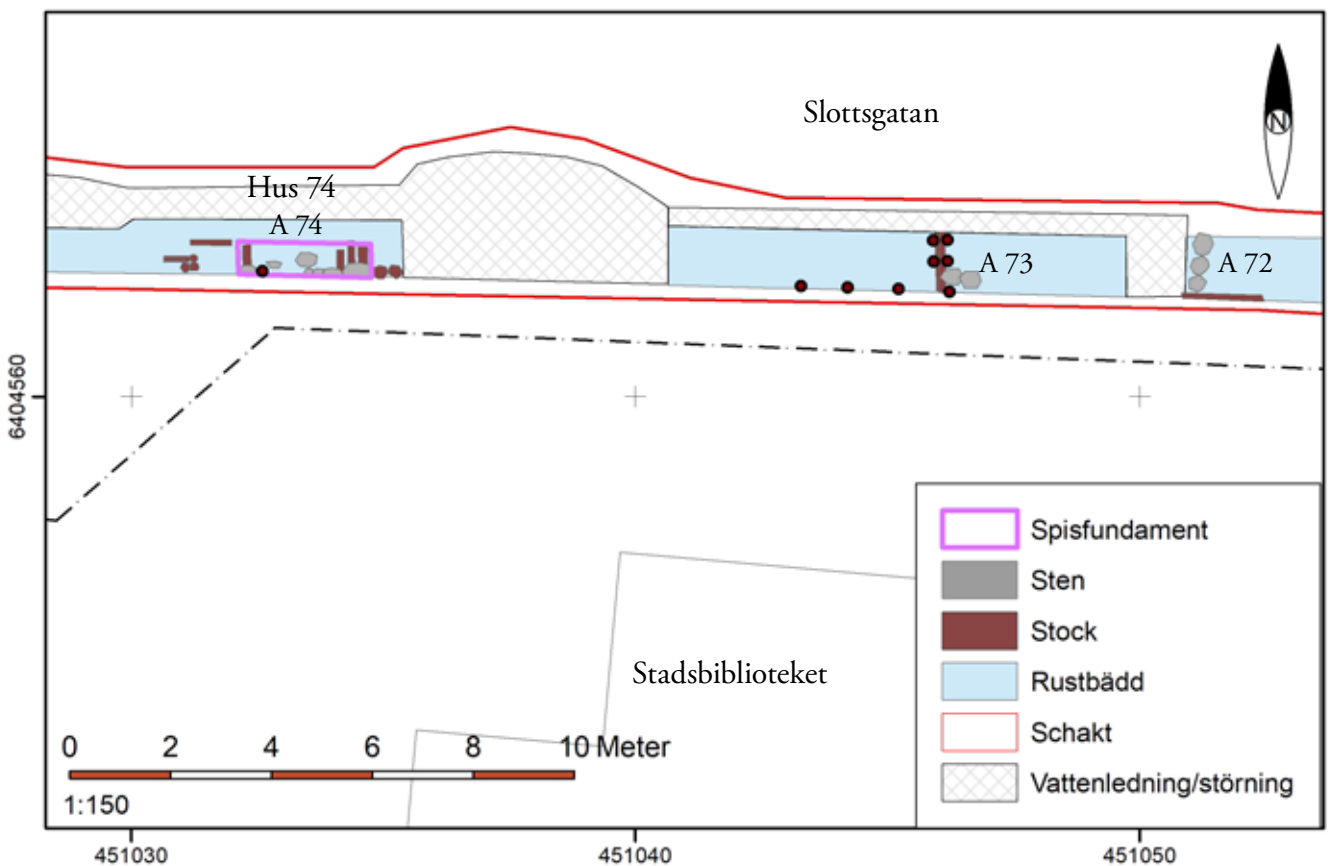 Slottsgatan
N
Hus 74
A 74
A 73
A 72
6404560
Stadsbiblioteket
Spisfundament
Sten
Stock
Rustbädd
Schakt
Vattenledning/störning
0 2 4 6 8 10 Meter
1:150
451030 451040 451050